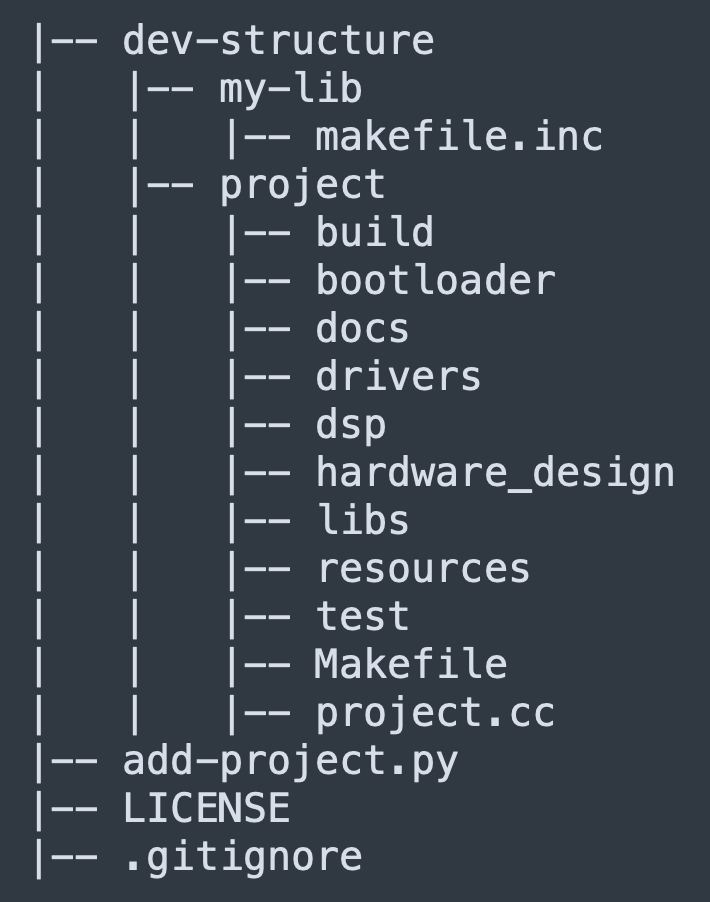 |-- dev-structure
|   |-- my-lib
|   |   |-- makefile.inc
|   |-- project
|   |   |-- build
|   |   |-- bootloader
|   |   |-- docs
|   |   |-- drivers
|   |   |-- dsp
|   |   |-- hardware_design
|   |   |-- libs
|   |   |-- resources
|   |   |-- test
|   |   |-- Makefile
|   |   |-- project.cc
|-- add-project.py
|-- LICENSE
|-- .gitignore